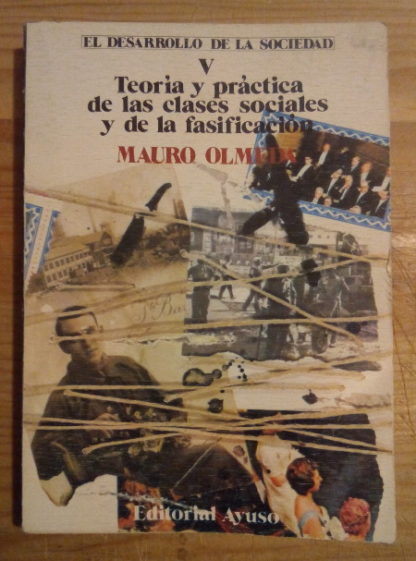 EL DESARROLLO DE LA SOCIEDAD
V
Teoría y práctica
de las clases sociales
y de la fasificación
MAURO OLMEDA
Editorial Ayuso